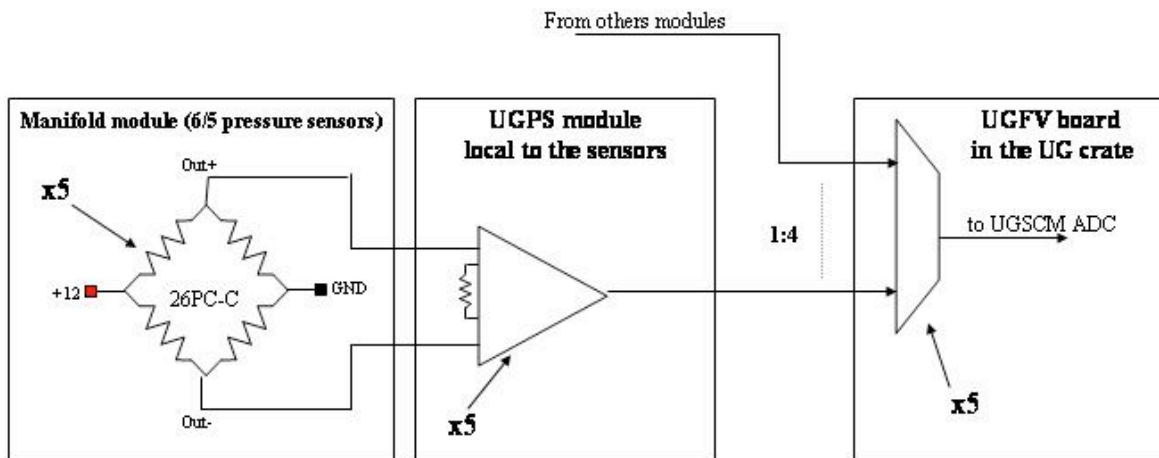 From others modules
Manifold module (6/5 pressure sensors)
Out+
x5
+12
26PC-C
GND
Out-
UGPS module
local to the sensors
x5
1:4
UGFV board
in the UG crate
to UGSCM ADC
x5